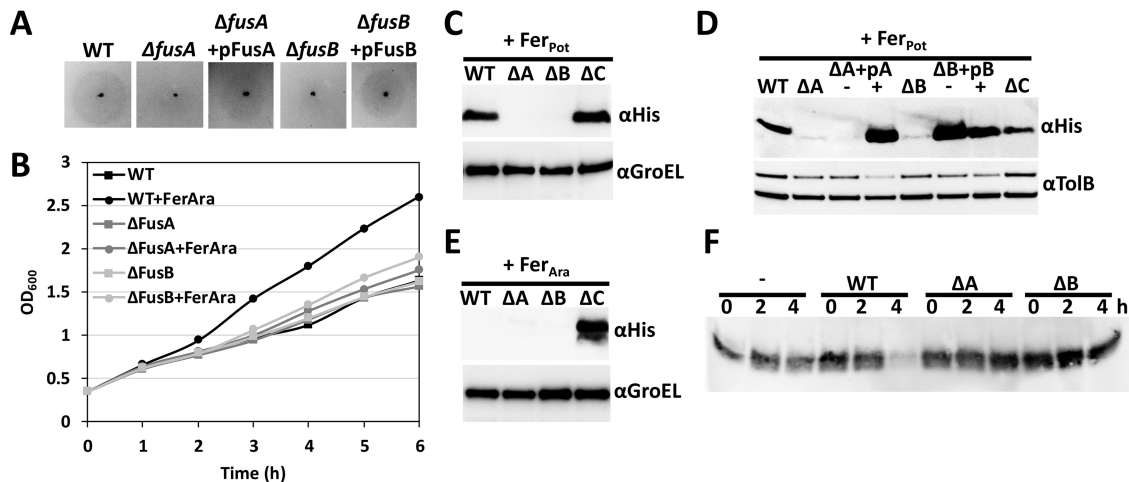 A
WT
ΔfusA
ΔfusA
+pFusA
ΔfusB
ΔfusB
+pFusB
B
WT
WT+FerAra
ΔFusA
ΔFusA+FerAra
ΔFusB
ΔFusB+FerAra
OD600
3
2.5
2
1.5
1
0.5
0
0 1 2 3 4 5 6
Time (h)
C
+ FerPot
WT ΔA ΔB ΔC
αHis
αGroEL
D
+ FerPot
ΔA+pA ΔB+pB
WT ΔA - + ΔB - + ΔC
αHis
αTolB
E
+ FerAra
WT ΔA ΔB ΔC
αHis
αGroEL
F
- WT ΔA ΔB
0 2 4 0 2 4 0 2 4 0 2 4 h